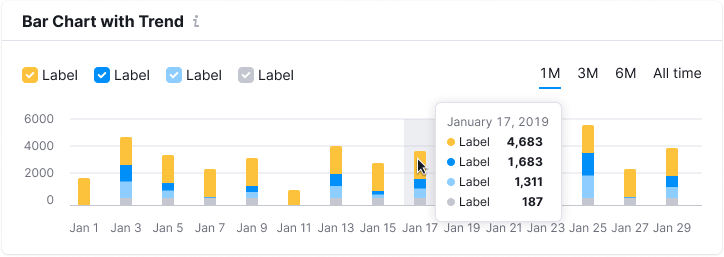 Bar Chart with Trend i
Label Label Label Label 1M 3M 6M All time
6000
4000
2000
0
January 17, 2019
Label 4,683
Label 1,683
Label 1,311
Label 187
Jan 1 Jan 3 Jan 5 Jan 7 Jan 9 Jan 11 Jan 13 Jan 15 Jan 17 Jan 19 Jan 21 Jan 23 Jan 25 Jan 27 Jan 29